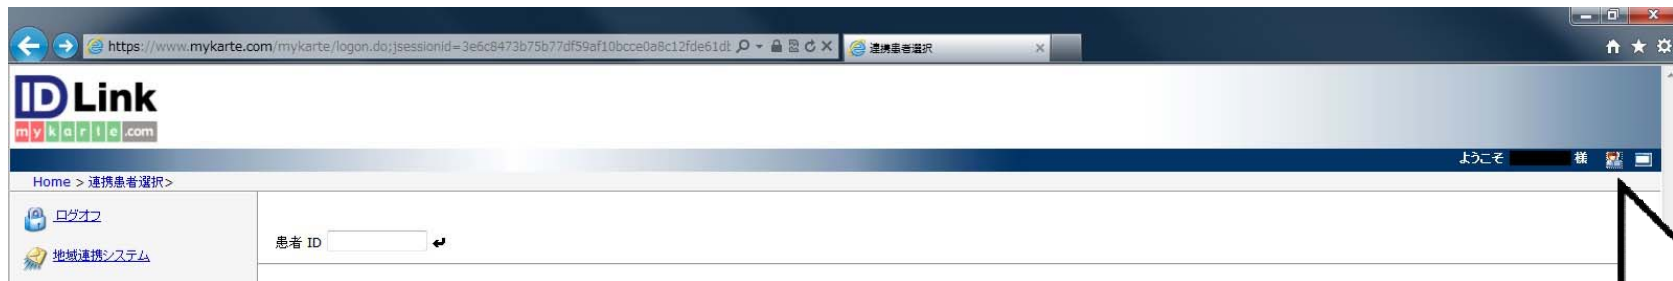 https://www.mykarte.com/mykarte/logon.do;jsessionid=3e6c8473b75b77df59af10bcce0a8c12fde61db
連携患者選択
ID Link
mykarte.com
ようこそ 様
Home > 連携患者選択>
ログオフ
患者 ID
地域連携システム